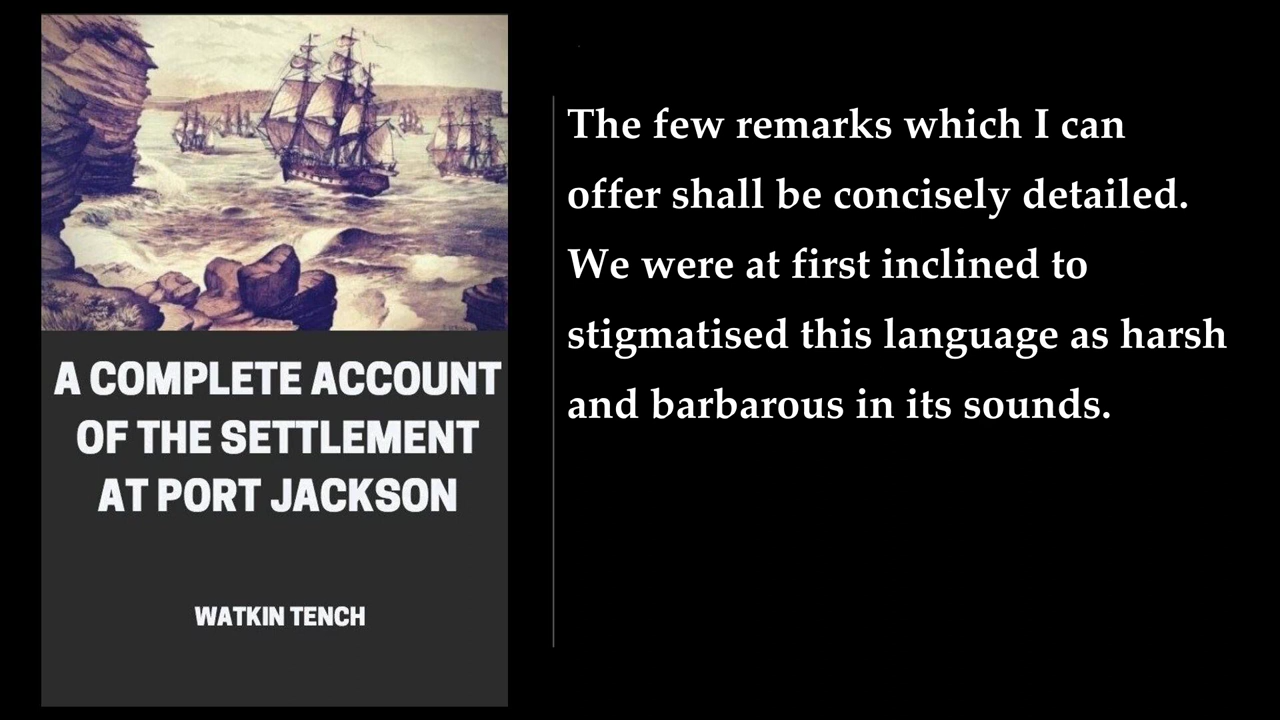 A COMPLETE ACCOUNT
OF THE SETTLEMENT
AT PORT JACKSON
WATKIN TENCH
The few remarks which I can
offer shall be concisely detailed.
We were at first inclined to
stigmatised this language as harsh
and barbarous in its sounds.